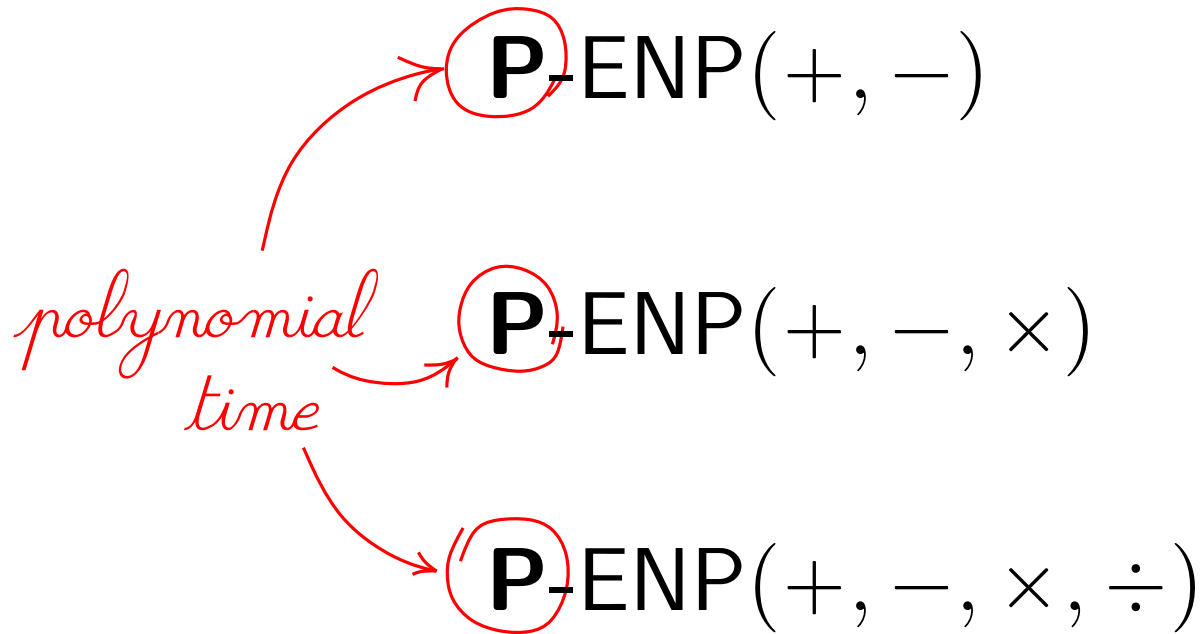 P-ENP(+, −)
polynomial
time
P-ENP(+, −, ×)
P-ENP(+, −, ×, ÷)